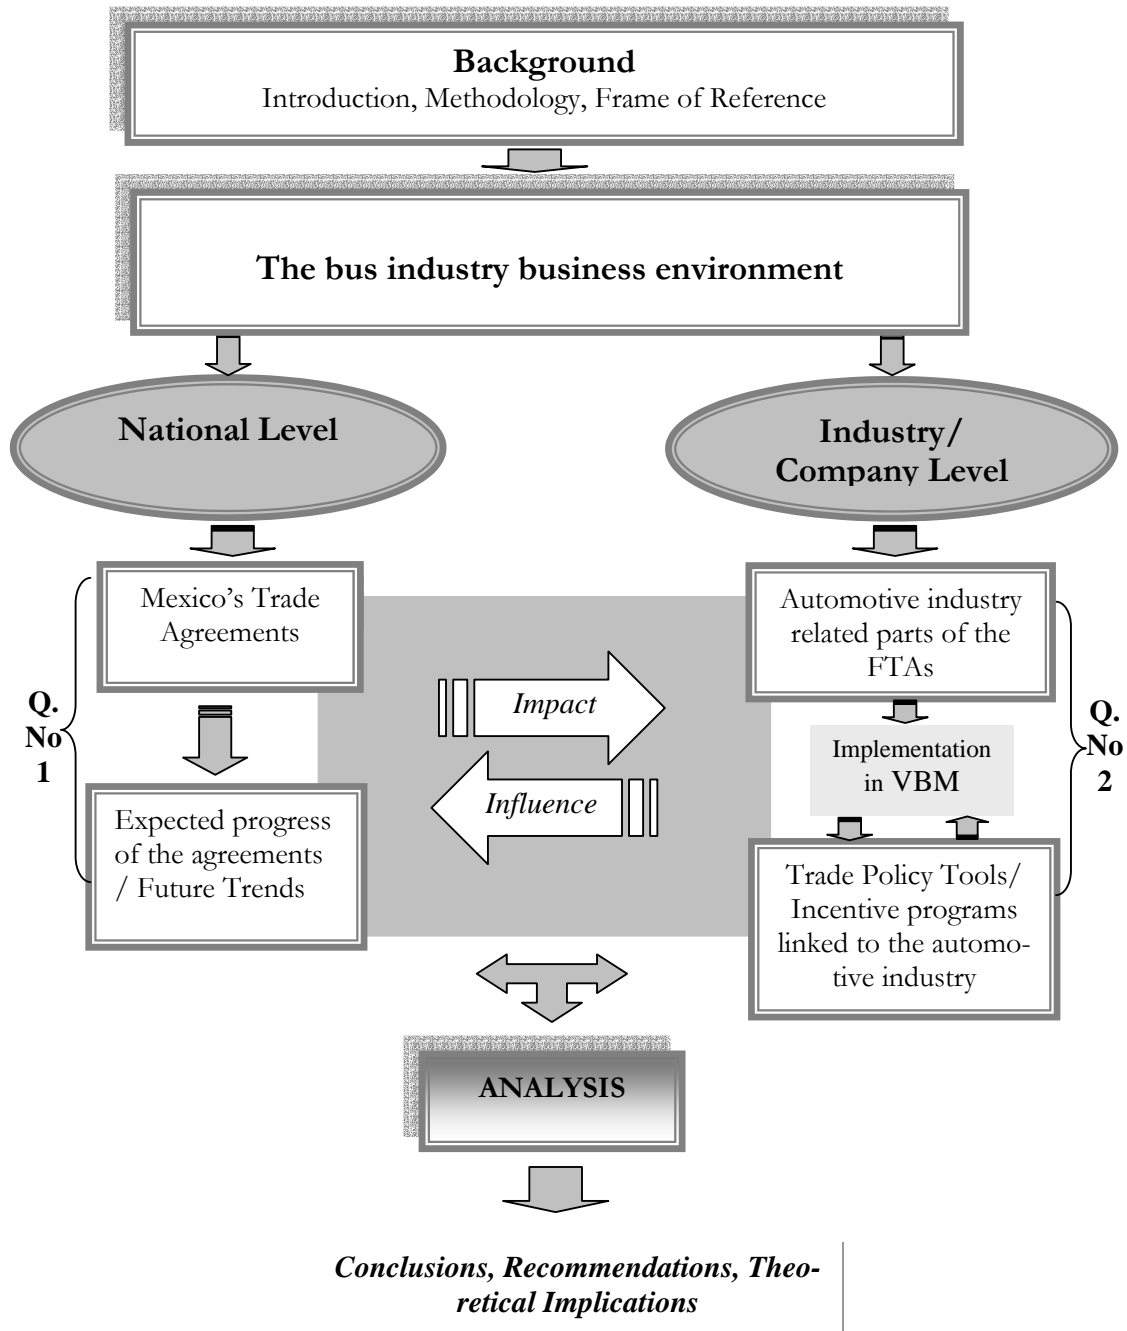 Background
Introduction, Methodology, Frame of Reference
The bus industry business environment
National Level
Industry/
Company Level
Mexico’s Trade
Agreements
Automotive industry
related parts of the
FTAs
Q.
No
1
Impact
Influence
Q.
No
2
Implementation
in VBM
Expected progress
of the agreements
/ Future Trends
Trade Policy Tools/
Incentive programs
linked to the automo-
tive industry
ANALYSIS
Conclusions, Recommendations, Theo-
retical Implications